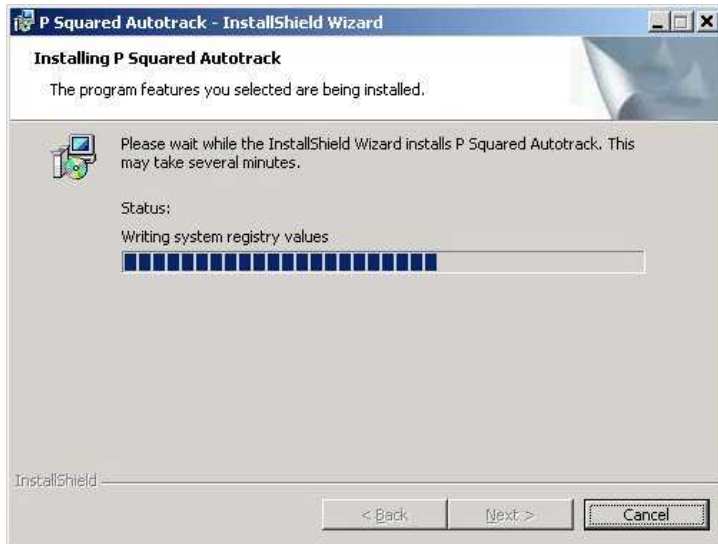 P Squared Autotrack - InstallShield Wizard
Installing P Squared Autotrack
The program features you selected are being installed.
Please wait while the InstallShield Wizard installs P Squared Autotrack. This
may take several minutes.
Status:
Writing system registry values
InstallShield
< Back Next > Cancel